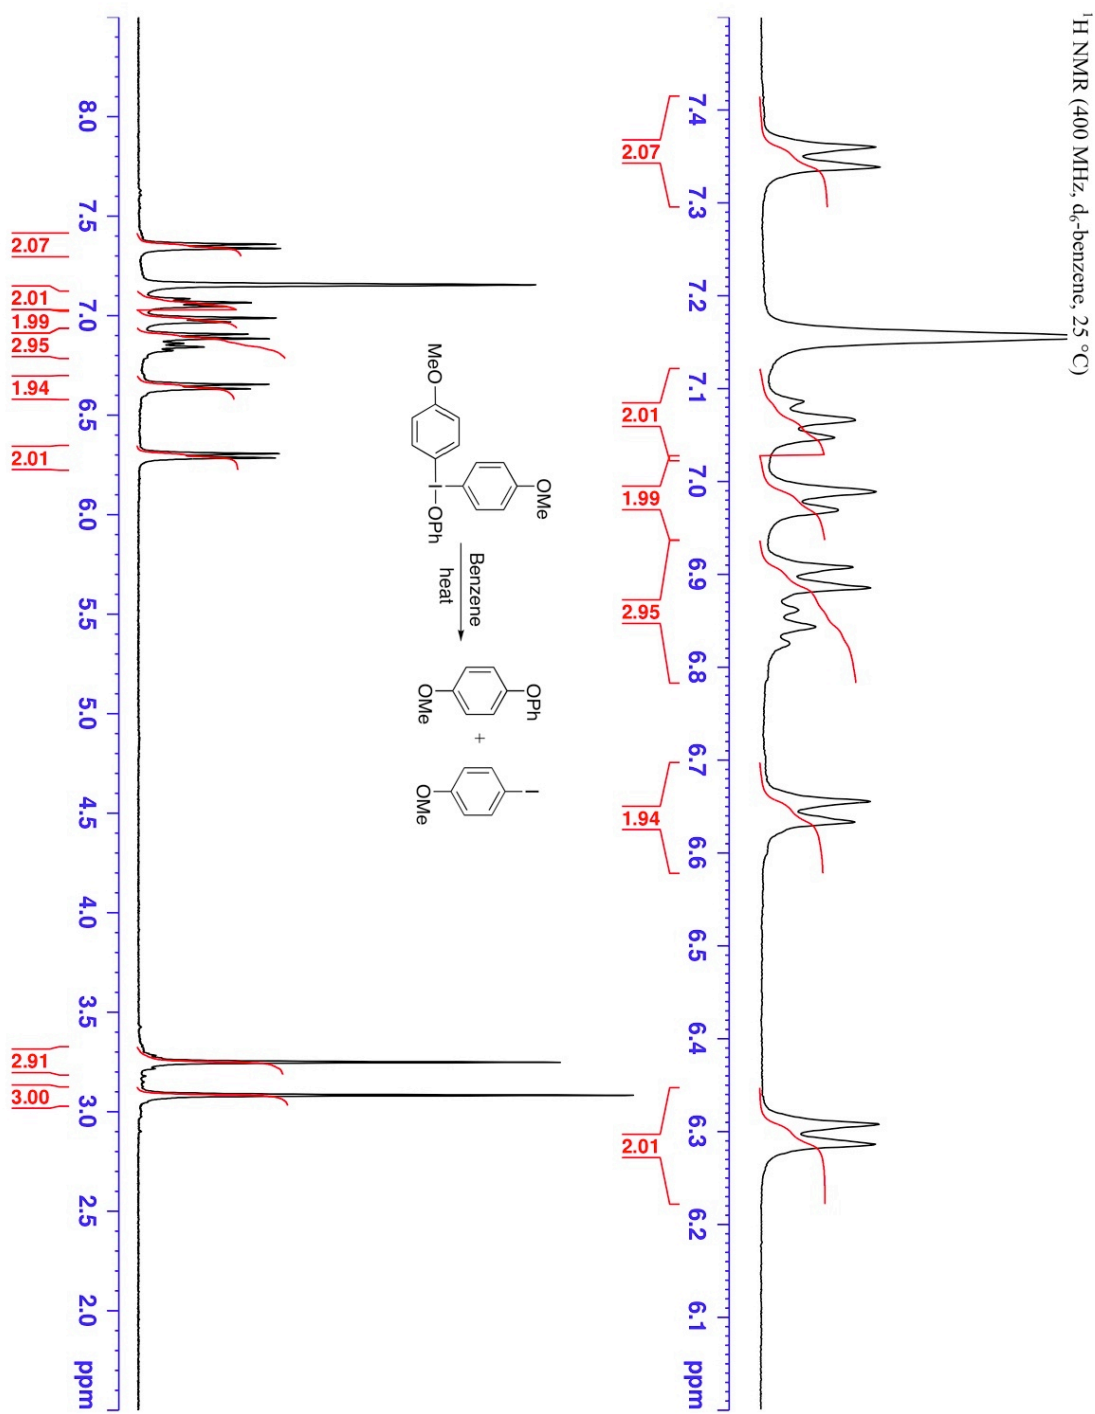 ¹H NMR (400 MHz, d₆-benzene, 25 °C)
7.4 7.3 7.2 7.1 7.0 6.9 6.8 6.7 6.6 6.5 6.4 6.3 6.2 6.1 ppm
2.07 2.01 1.99 2.95 1.94 2.01
OMe
MeO
I
OPh
Benzene
heat
OPh
OMe
+
I
OMe
8.0 7.5 7.0 6.5 6.0 5.5 5.0 4.5 4.0 3.5 3.0 2.5 2.0 ppm
2.07 2.01 1.99 2.95 1.94 2.01 2.91 3.00